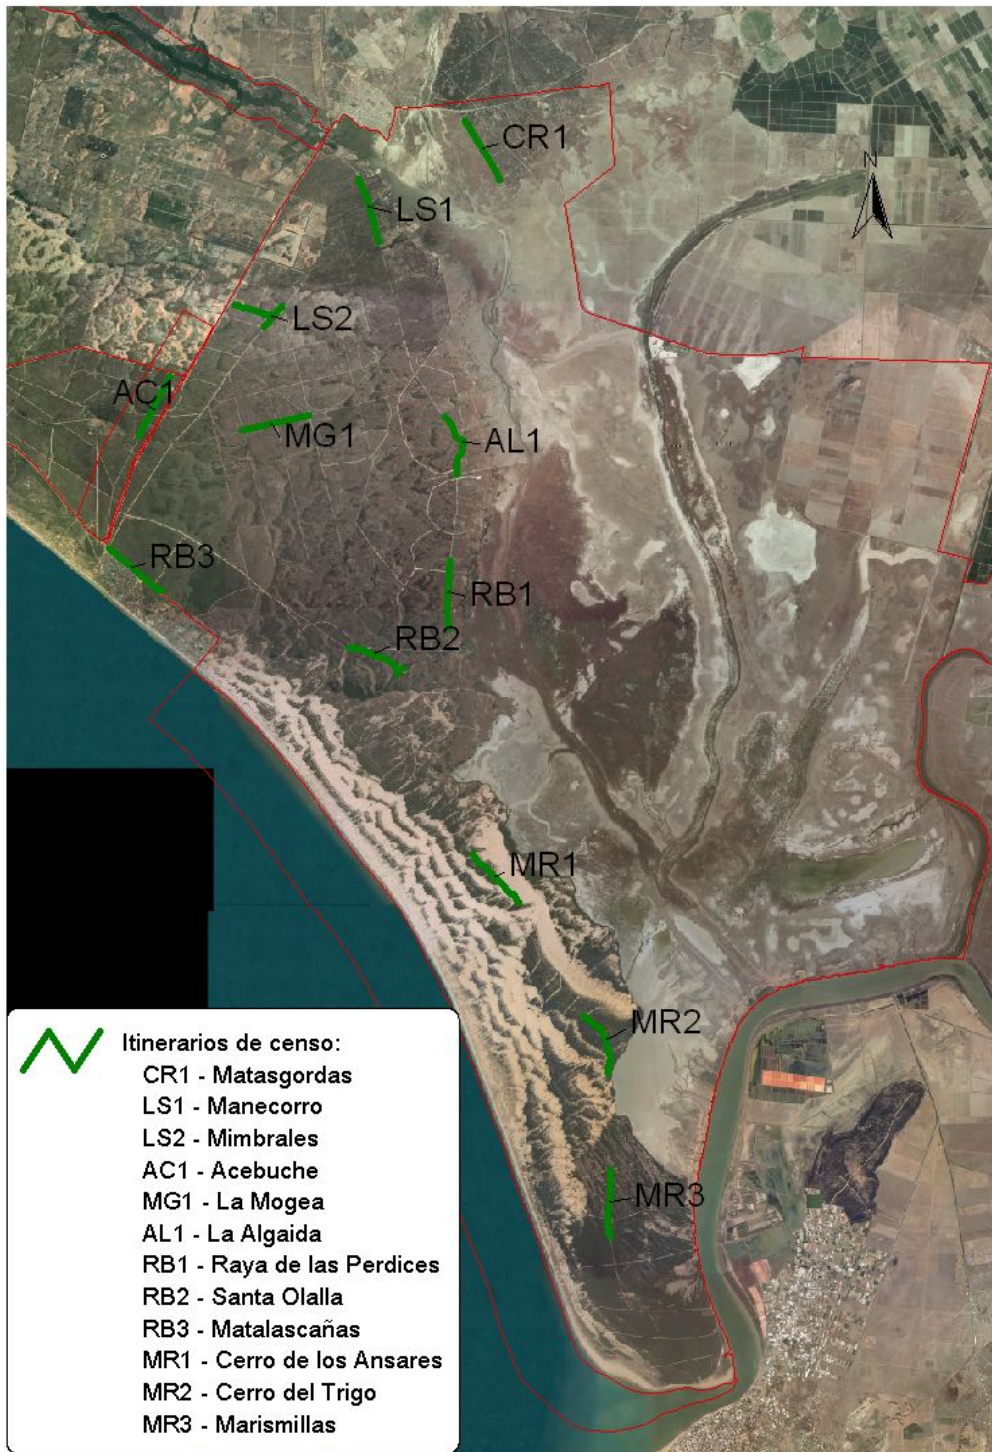 CR1
N
LS1
LS2
AC1
MG1
AL1
RB3
RB1
RB2
MR1
MR2
MR3
Itinerarios de censo:
CR1 - Matasgordas
LS1 - Manecorro
LS2 - Mimbrales
AC1 - Acebuche
MG1 - La Mogea
AL1 - La Algaida
RB1 - Raya de las Perdices
RB2 - Santa Olalla
RB3 - Matalascañas
MR1 - Cerro de los Ansares
MR2 - Cerro del Trigo
MR3 - Marismillas